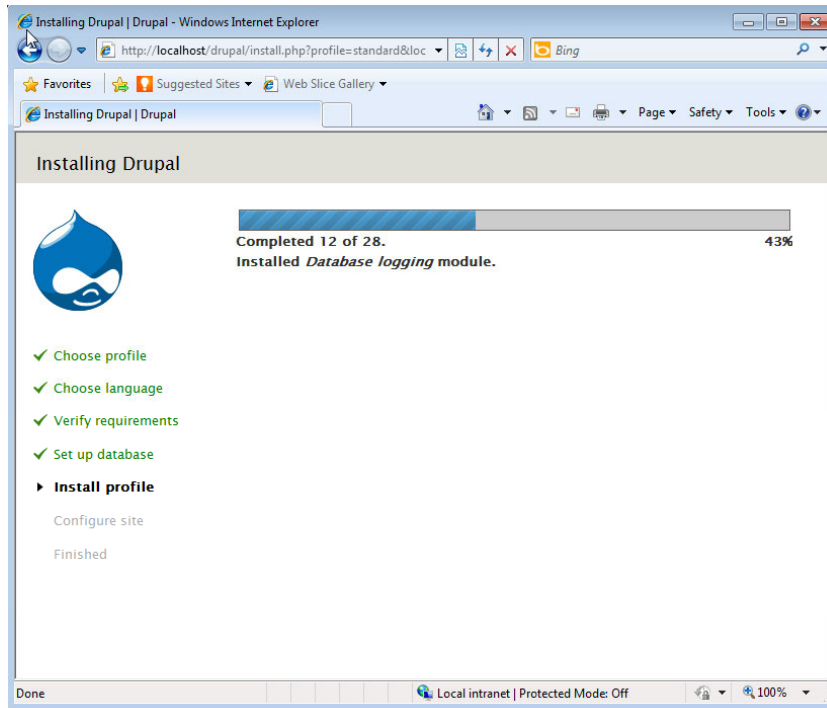 Installing Drupal | Drupal - Windows Internet Explorer
http://localhost/drupal/install.php?profile=standard&loc
Bing
Favorites
Suggested Sites
Web Slice Gallery
Installing Drupal | Drupal
Page
Safety
Tools
Installing Drupal
Completed 12 of 28.
43%
Installed Database logging module.
Choose profile
Choose language
Verify requirements
Set up database
Install profile
Configure site
Finished
Done
Local intranet | Protected Mode: Off
100%